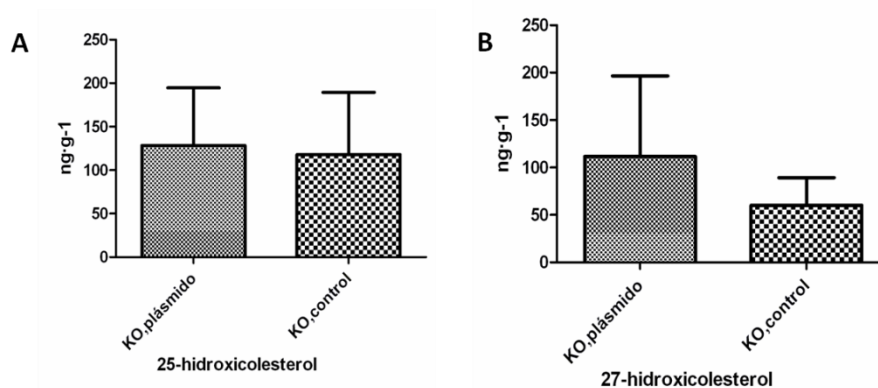 A
250
200
150
100
50
0
ng·g-1
KO,plásmido
KO,control
25-hidroxicolesterol
B
250
200
150
100
50
0
ng·g-1
KO,plásmido
KO,control
27-hidroxicolesterol